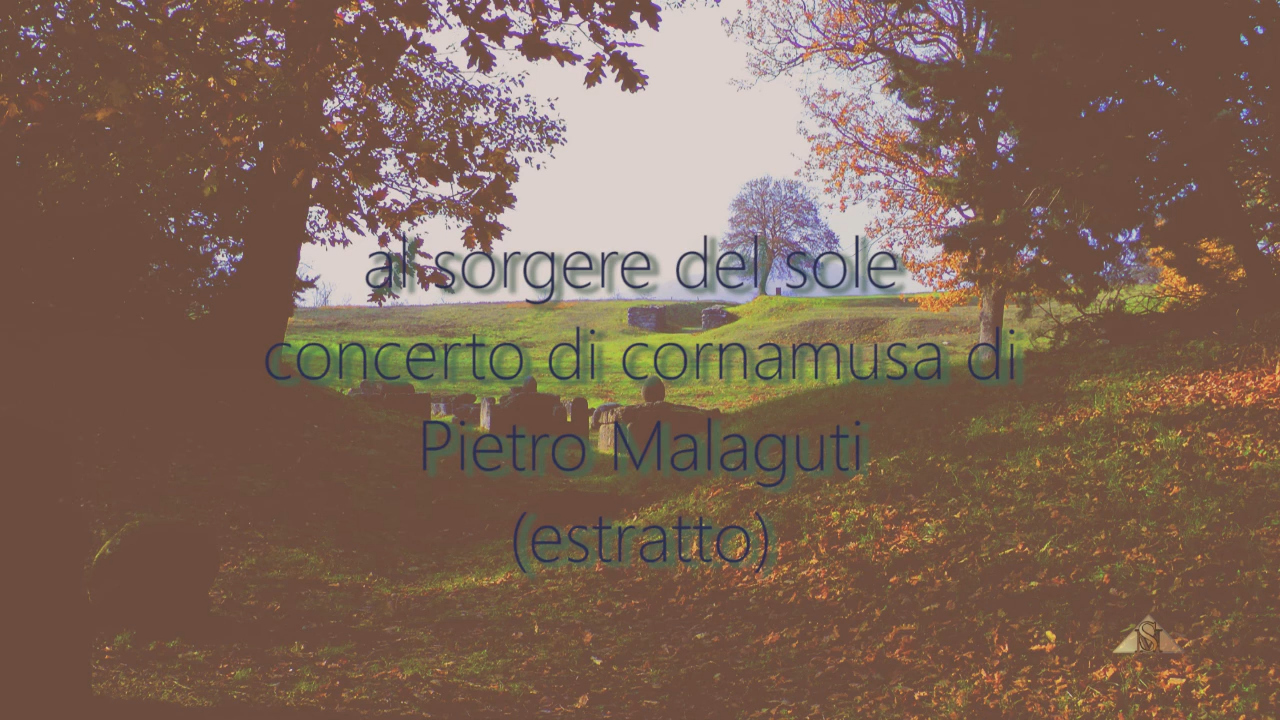 al sorgere del sole
concerto di cornamusa di
Pietro Malaguti
(estratto)